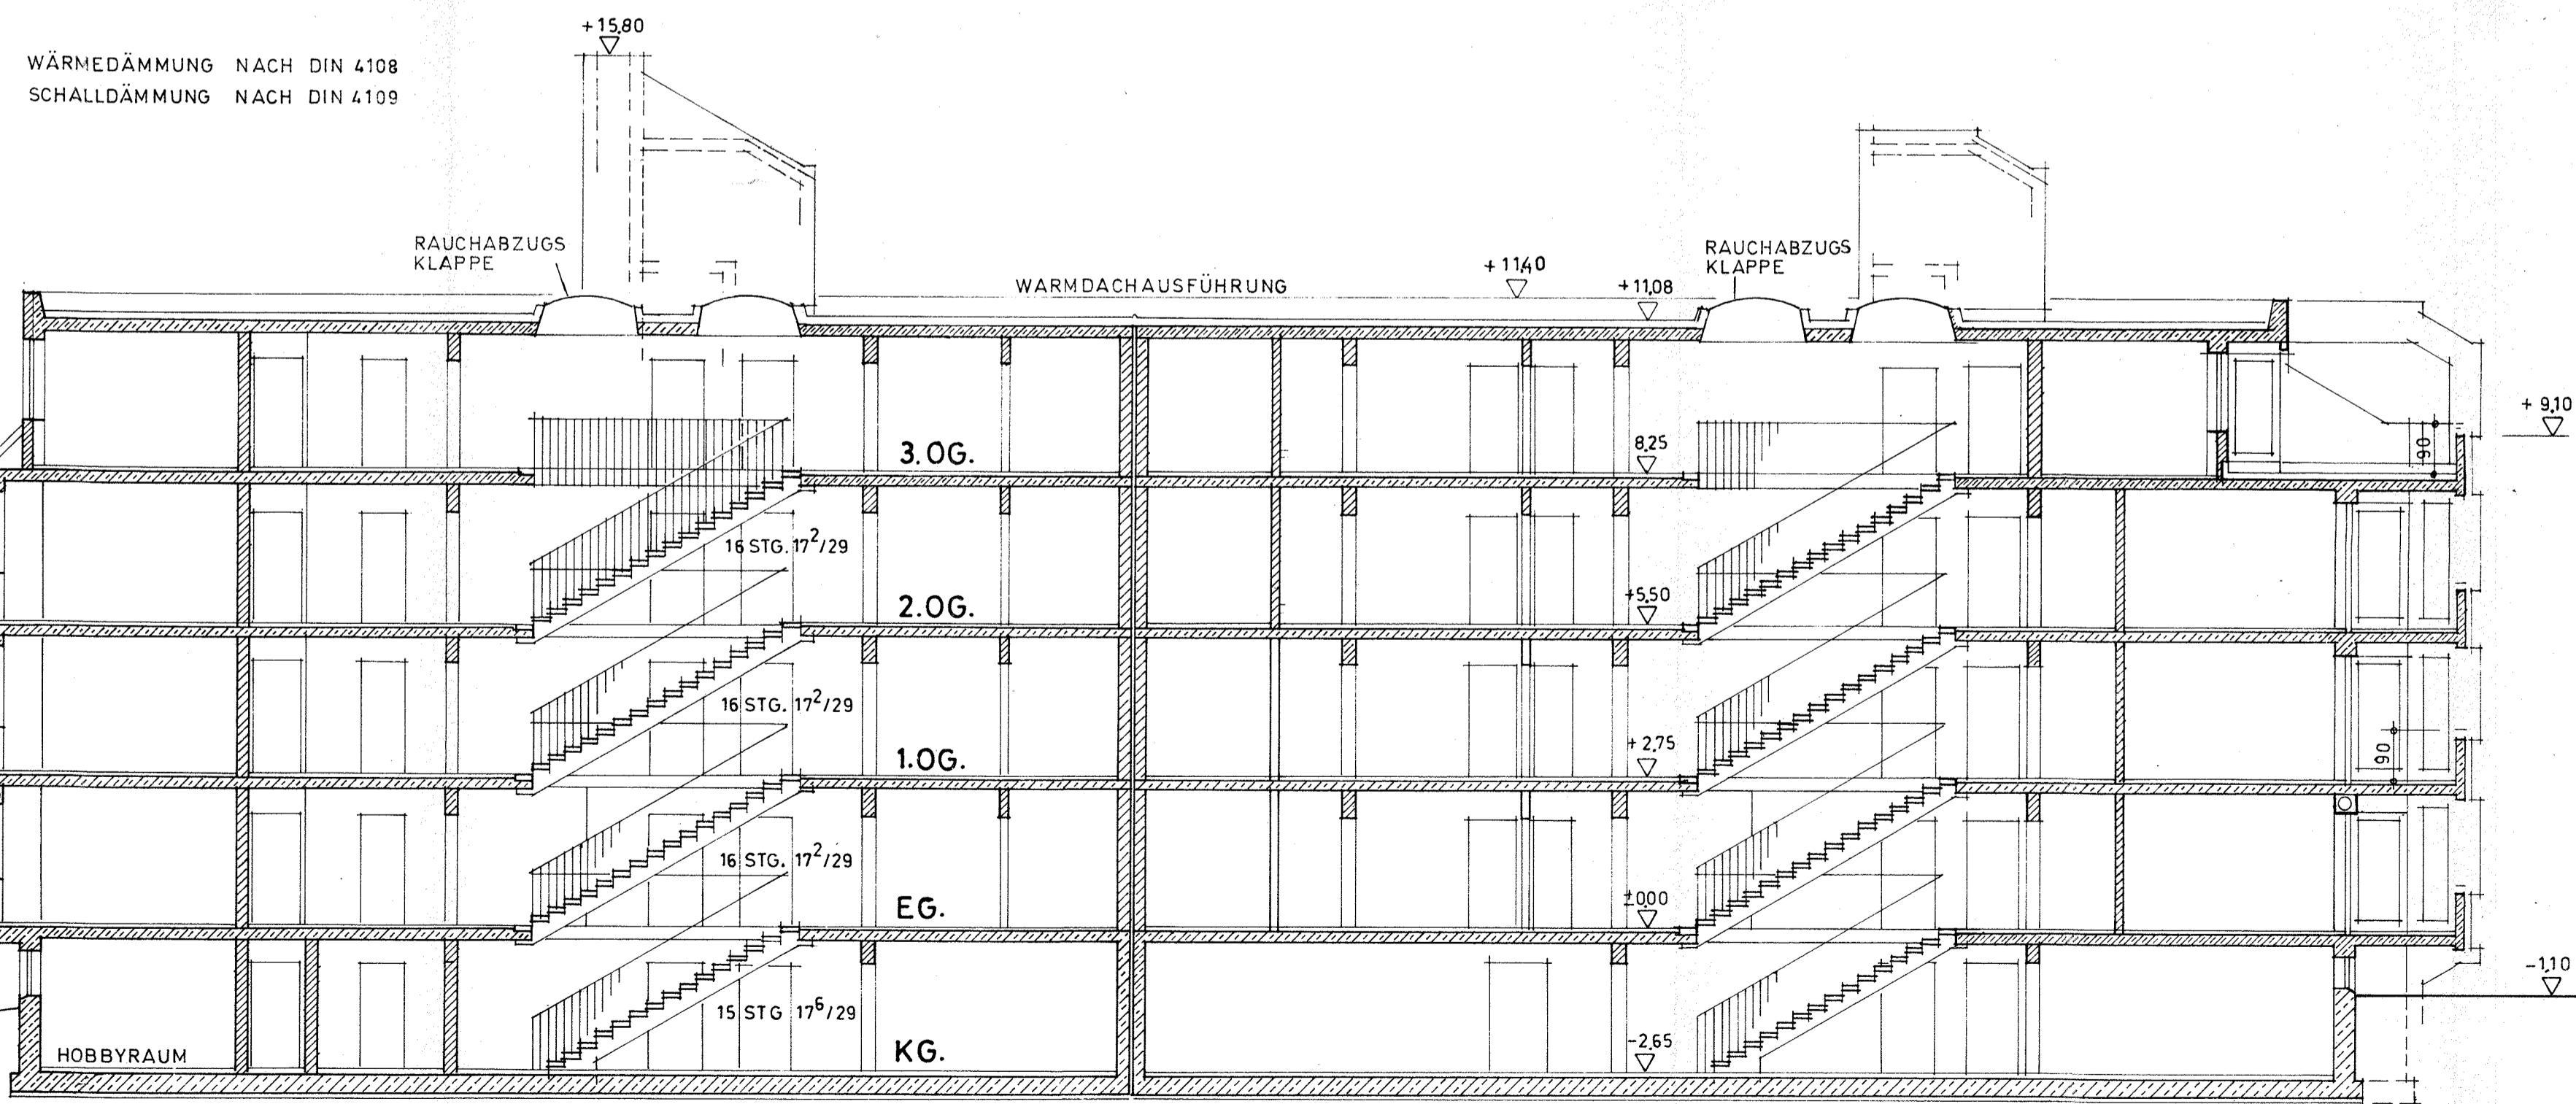 +15,80
WÄRMEDÄMMUNG NACH DIN 4108
SCHALLDÄMMUNG NACH DIN 4109
RAUCHABZUGS
KLAPPE
WARMDACHAUSFÜHRUNG
+11,40
+11,08
RAUCHABZUGS
KLAPPE
+9,10
90
3.OG.
8,25
16 STG. 17²/29
2.OG.
+5,50
16 STG. 17²/29
1.OG.
+2,75
90
16 STG. 17²/29
EG.
±0,00
-1,10
15 STG 17⁶/29
HOBBYRAUM
KG.
-2,65